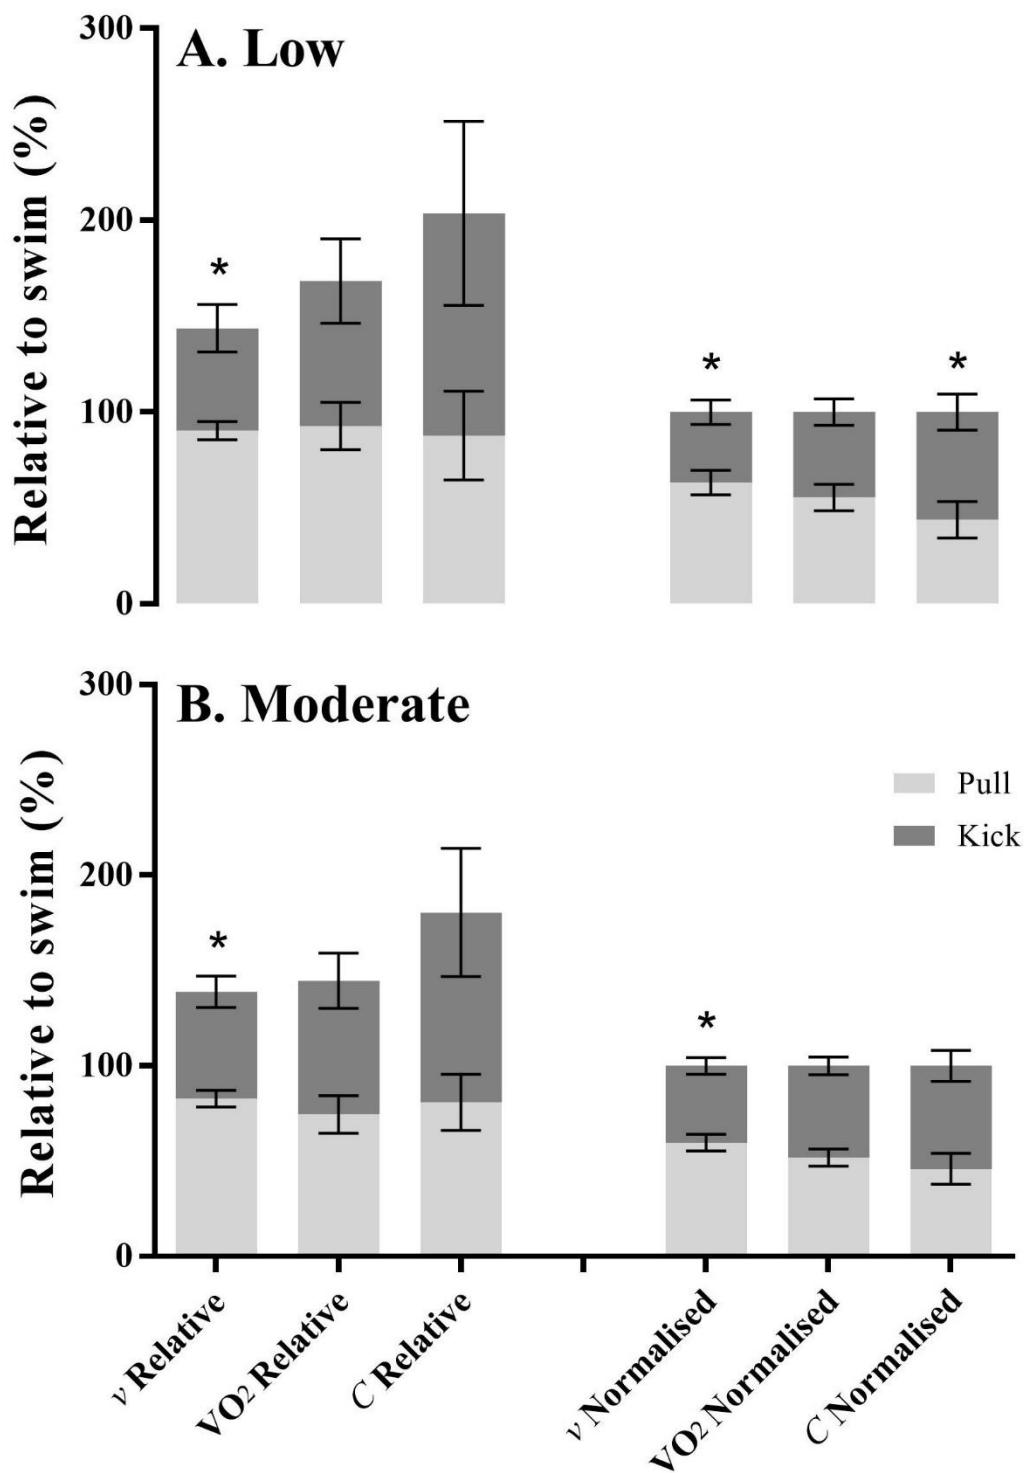 A. Low
Relative to swim (%)
300
200
100
0
*
*
*
B. Moderate
Relative to swim (%)
300
200
100
0
*
*
Pull
Kick
v Relative
VO2 Relative
C Relative
v Normalised
VO2 Normalised
C Normalised